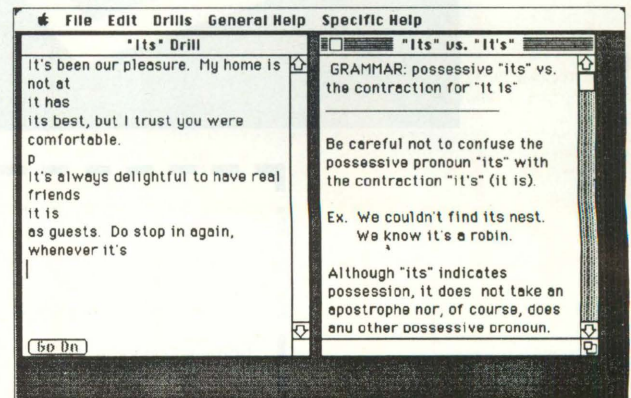 File Edit Drills General Help Specific Help
"Its" Drill
It's been our pleasure. My home is
not at
it has
its best, but I trust you were
comfortable.
p
It's always delightful to have real
friends
it is
as guests. Do stop in again,
whenever it's
Go On
"Its" vs. "It's"
GRAMMAR: possessive "its" vs.
the contraction for "it is"
Be careful not to confuse the
possessive pronoun "its" with
the contraction "it's" (it is).
Ex. We couldn't find its nest.
We know it's a robin.
Although "its" indicates
possession, it does not take an
apostrophe nor, of course, does
any other possessive pronoun.